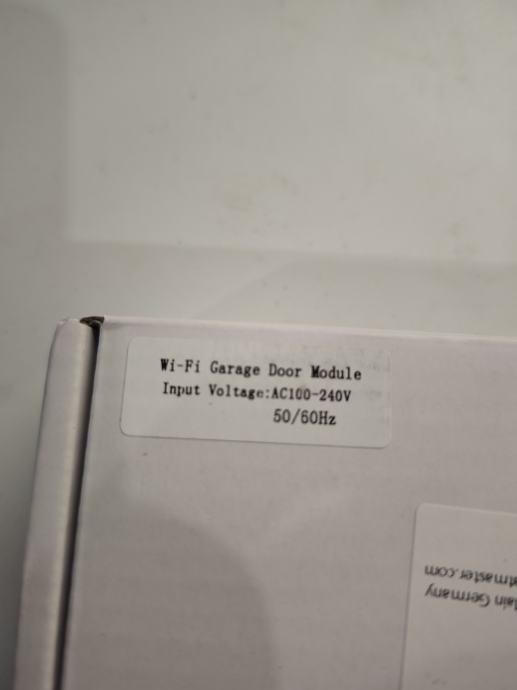 Wi-Fi Garage Door Module
Input Voltage:AC100-240V
50/60Hz
Germany